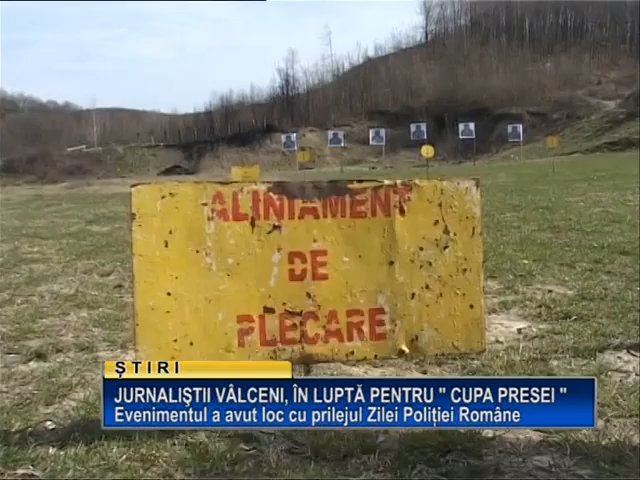 ALINIAMENT
DE
PLECARE
ŞTIRI
JURNALIŞTII VÂLCENI, ÎN LUPTĂ PENTRU " CUPA PRESEI "
Evenimentul a avut loc cu prilejul Zilei Poliţiei Române